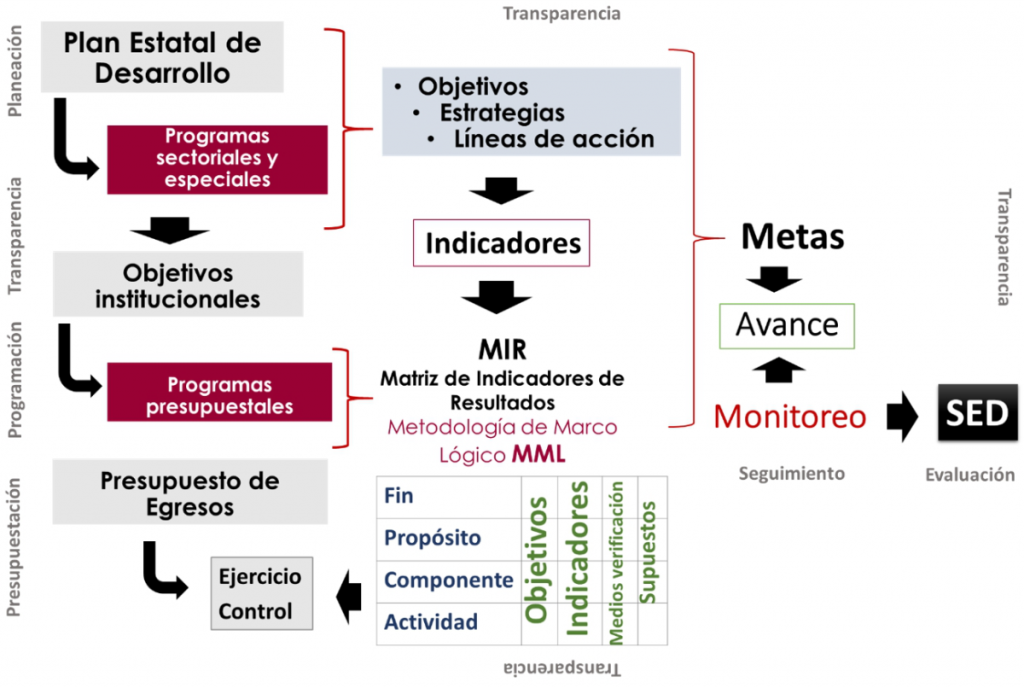 Transparencia
Planeación
Plan Estatal de
Desarrollo
Programas
sectoriales y
especiales
• Objetivos
• Estrategias
• Líneas de acción
Transparencia
Objetivos
institucionales
Indicadores
Metas
Avance
Transparencia
Programación
Programas
presupuestales
MIR
Matriz de Indicadores de
Resultados
Metodología de Marco
Lógico MML
Monitoreo
SED
Seguimiento
Evaluación
Presupuestación
Presupuesto de
Egresos
Ejercicio
Control
Fin
Propósito
Componente
Actividad
Objetivos
Indicadores
Medios verificación
Supuestos
Transparencia